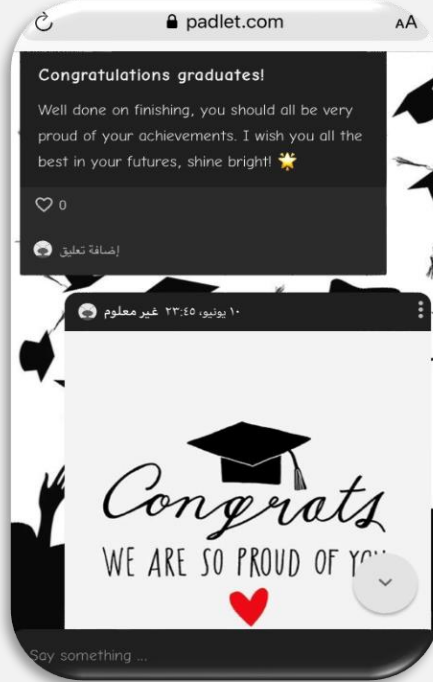 padlet.com
AA
Congratulations graduates!
Well done on finishing, you should all be very
proud of your achievements. I wish you all the
best in your futures, shine bright! 🌟
0
إضافة تعليق
غير معلوم ١٠ يونيو، ٢٣:٤٥
Congrats
WE ARE SO PROUD OF
Say something ...